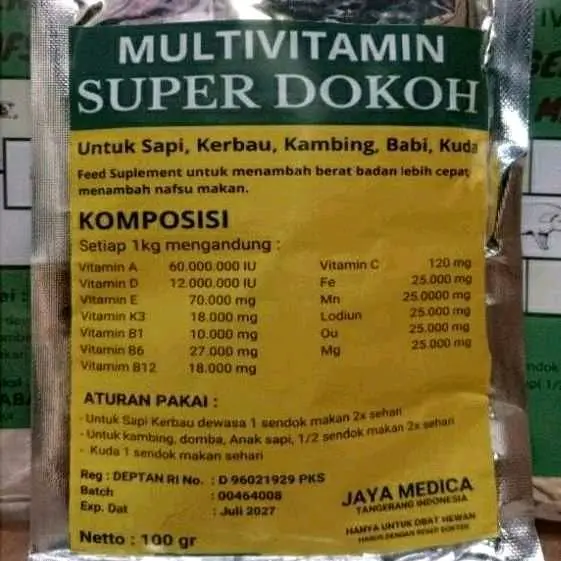 MULTIVITAMIN
SUPER DOKOH
Untuk Sapi, Kerbau, Kambing, Babi, Kuda
Feed Suplement untuk menambah berat badan lebih cepat,
menambah nafsu makan.
KOMPOSISI
Setiap 1kg mengandung :
Vitamin A 60.000.000 IU
Vitamin D 12.000.000 IU
Vitamin E 70.000 mg
Vitamin K3 18.000 mg
Vitamin B1 10.000 mg
Vitamin B6 27.000 mg
Vitamim B12 18.000 mg
Vitamin C 120 mg
Fe 25.000 mg
Mn 25.0000 mg
Lodiun 25.000 mg
Ou 25.000 mg
Mg 25.000 mg
ATURAN PAKAI :
- Untuk Sapi Kerbau dewasa 1 sendok makan 2x sehari
- Untuk kambing, domba, Anak sapi, 1/2 sendok makan 2x sehari
- Kuda 1 sendok makan sehari
Reg : DEPTAN RI No. : D 96021929 PKS
Batch : 00464008
Exp. Dat : Juli 2027
Netto : 100 gr
JAYA MEDICA
TANGERANG INDONESIA
HANYA UNTUK OBAT HEWAN
HARUS DENGAN RESEP DOKTER